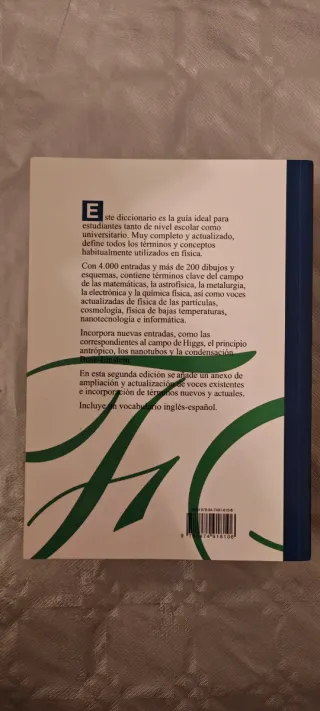 Este diccionario es la guía ideal para
estudiantes tanto de nivel escolar como
universitario. Muy completo y actualizado,
define todos los términos y conceptos
habitualmente utilizados en física.
Con 4.000 entradas y más de 200 dibujos y
esquemas, contiene términos clave del campo
de las matemáticas, la astrofísica, la metalurgia,
la electrónica y la química física, así como voces
actualizadas de física de las partículas,
cosmología, física de bajas temperaturas,
nanotecnología e informática.
Incorpora nuevas entradas, como las
correspondientes al campo de Higgs, el principio
antrópico, los nanotubos y la condensación
Bose-Einstein.
En esta segunda edición se añade un anexo de
ampliación y actualización de voces existentes
e incorporación de términos nuevos y actuales.
Incluye un vocabulario inglés-español.